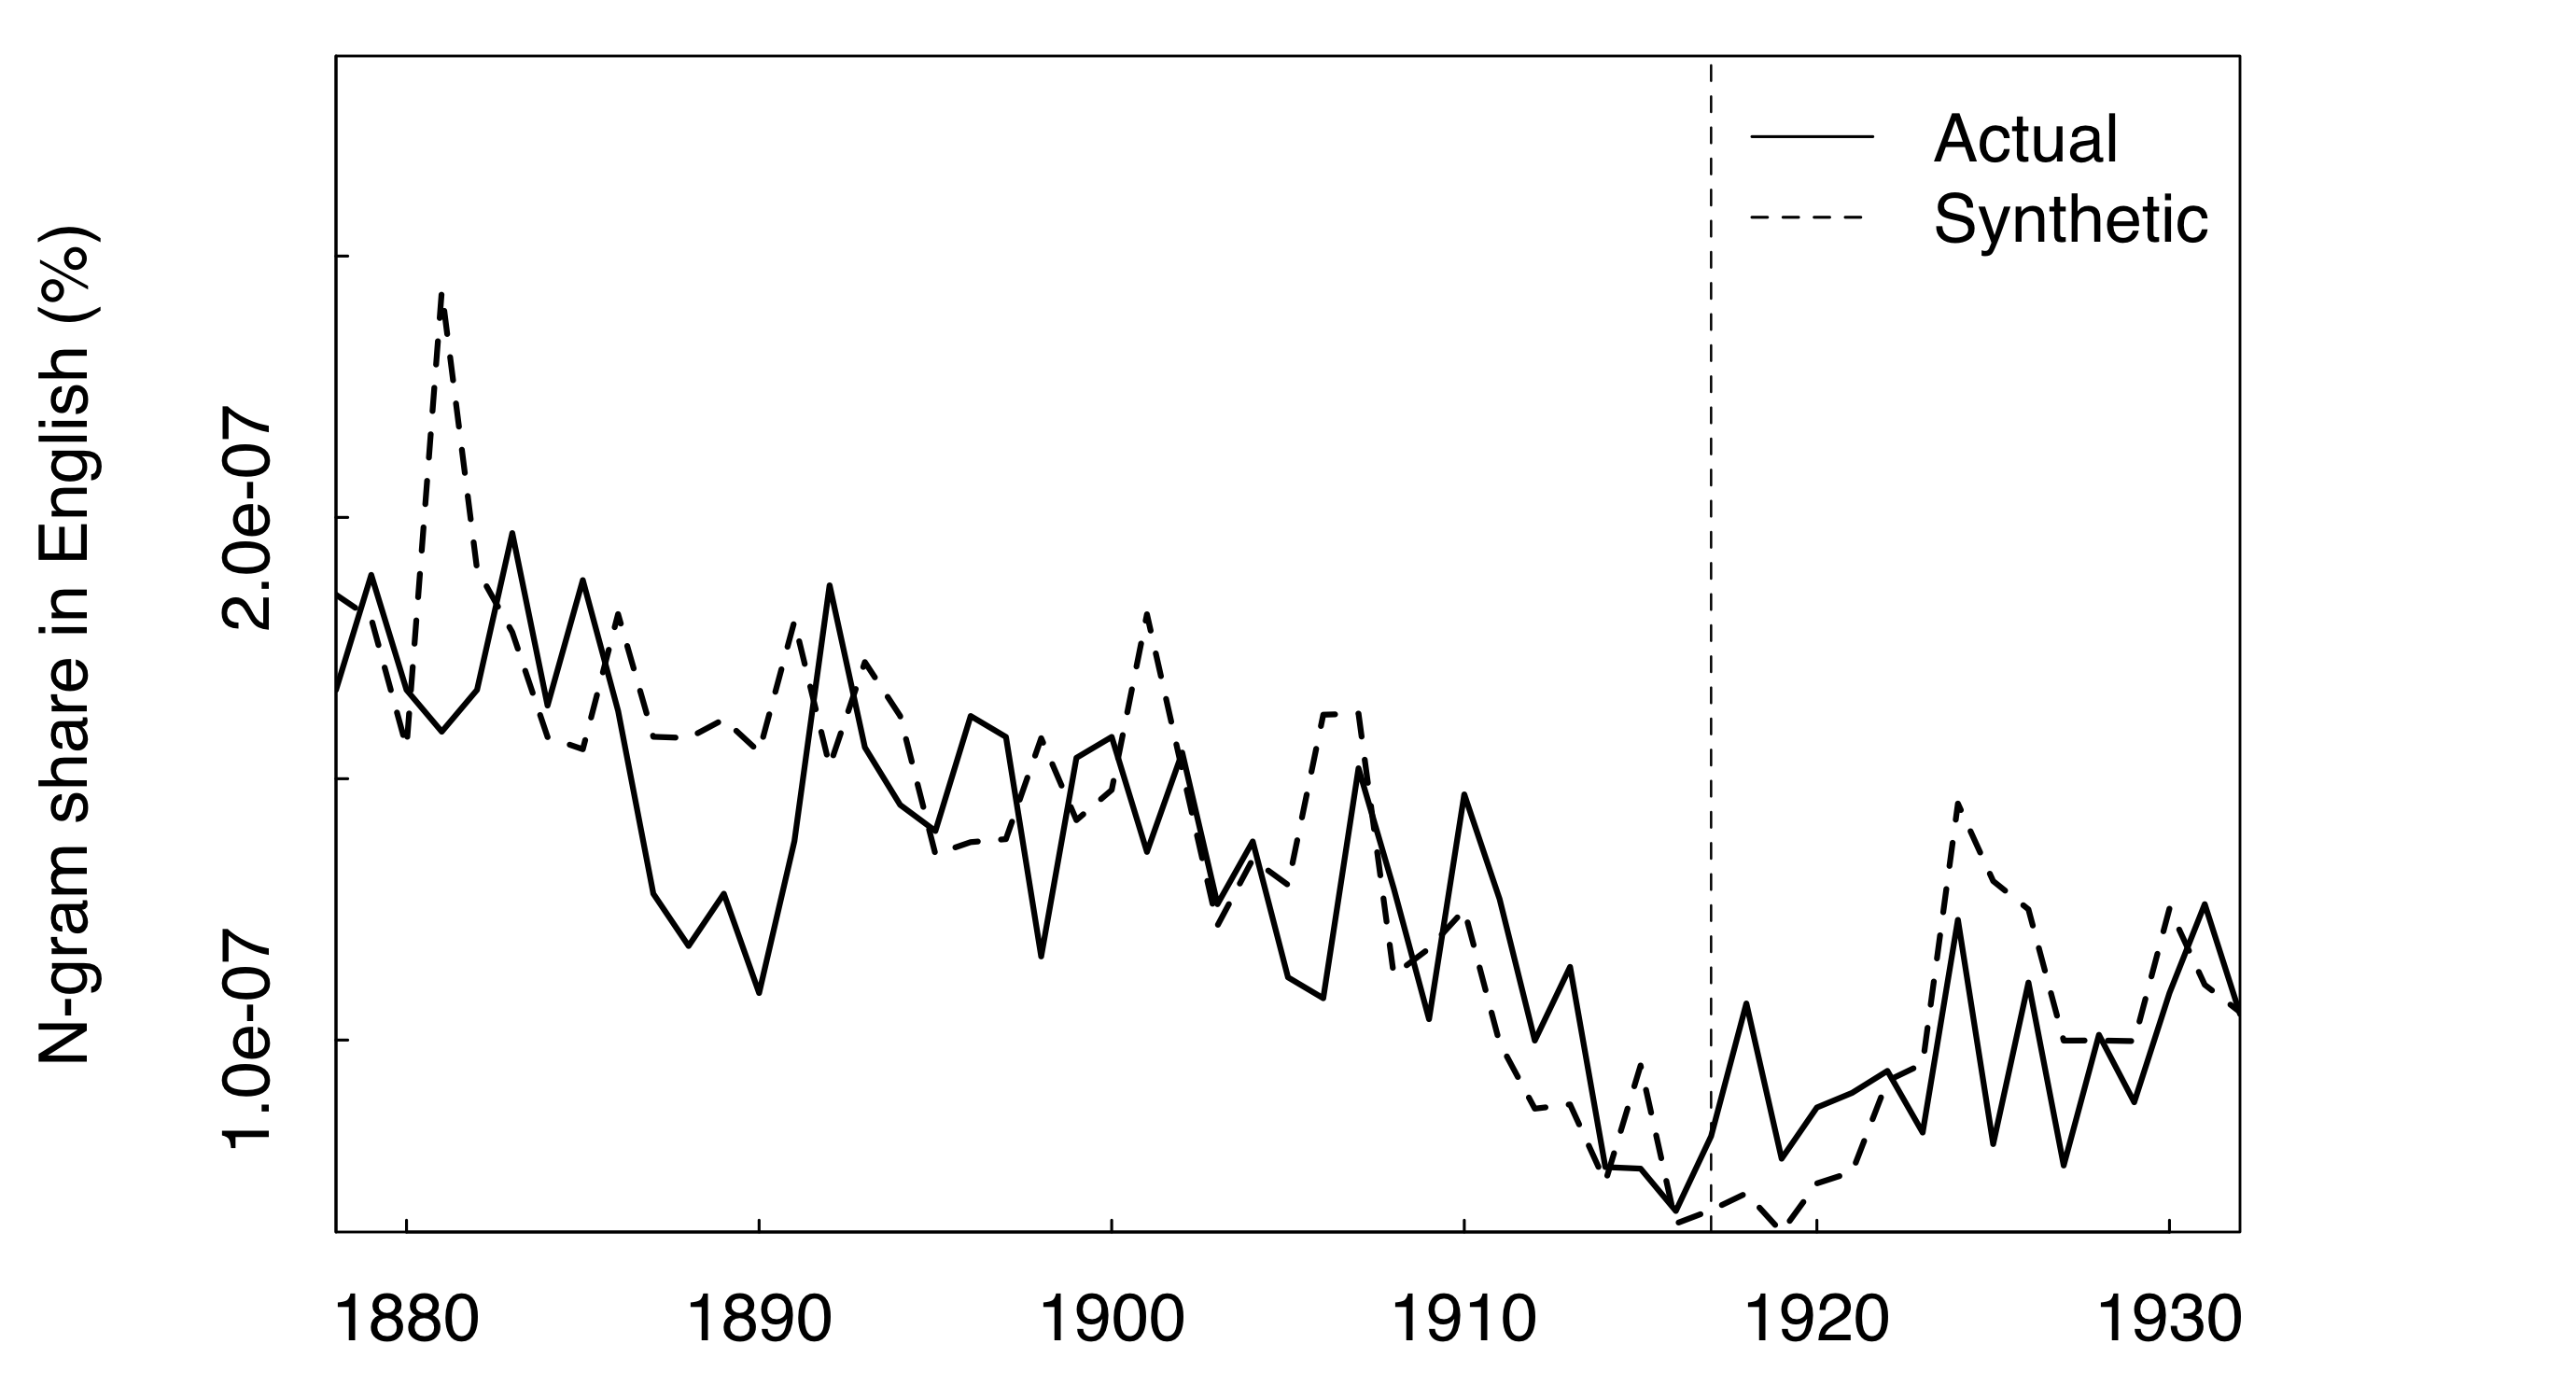 N-gram share in English (%)
2.0e-07
1.0e-07
Actual
Synthetic
1880 1890 1900 1910 1920 1930